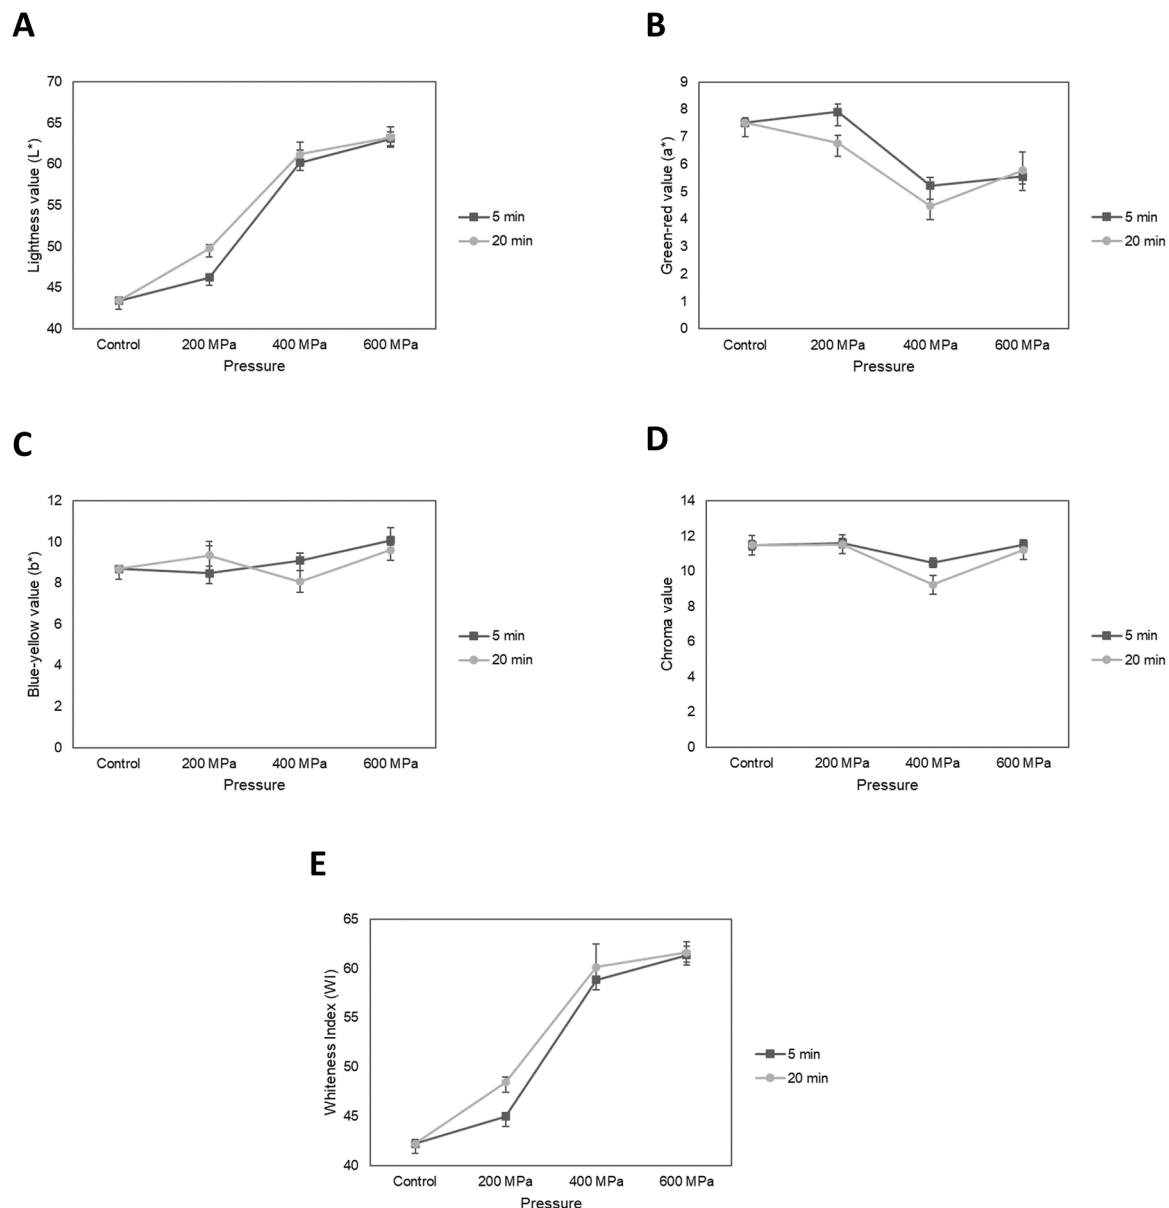 A
Lightness value (L*)
70
65
60
55
50
45
40
Control 200 MPa 400 MPa 600 MPa
Pressure
5 min
20 min
B
Green-red value (a*)
9
8
7
6
5
4
3
2
1
0
Control 200 MPa 400 MPa 600 MPa
Pressure
5 min
20 min
C
Blue-yellow value (b*)
12
10
8
6
4
2
0
Control 200 MPa 400 MPa 600 MPa
Pressure
5 min
20 min
D
Chroma value
14
12
10
8
6
4
2
0
Control 200 MPa 400 MPa 600 MPa
Pressure
5 min
20 min
E
Whiteness Index (WI)
65
60
55
50
45
40
Control 200 MPa 400 MPa 600 MPa
Pressure
5 min
20 min